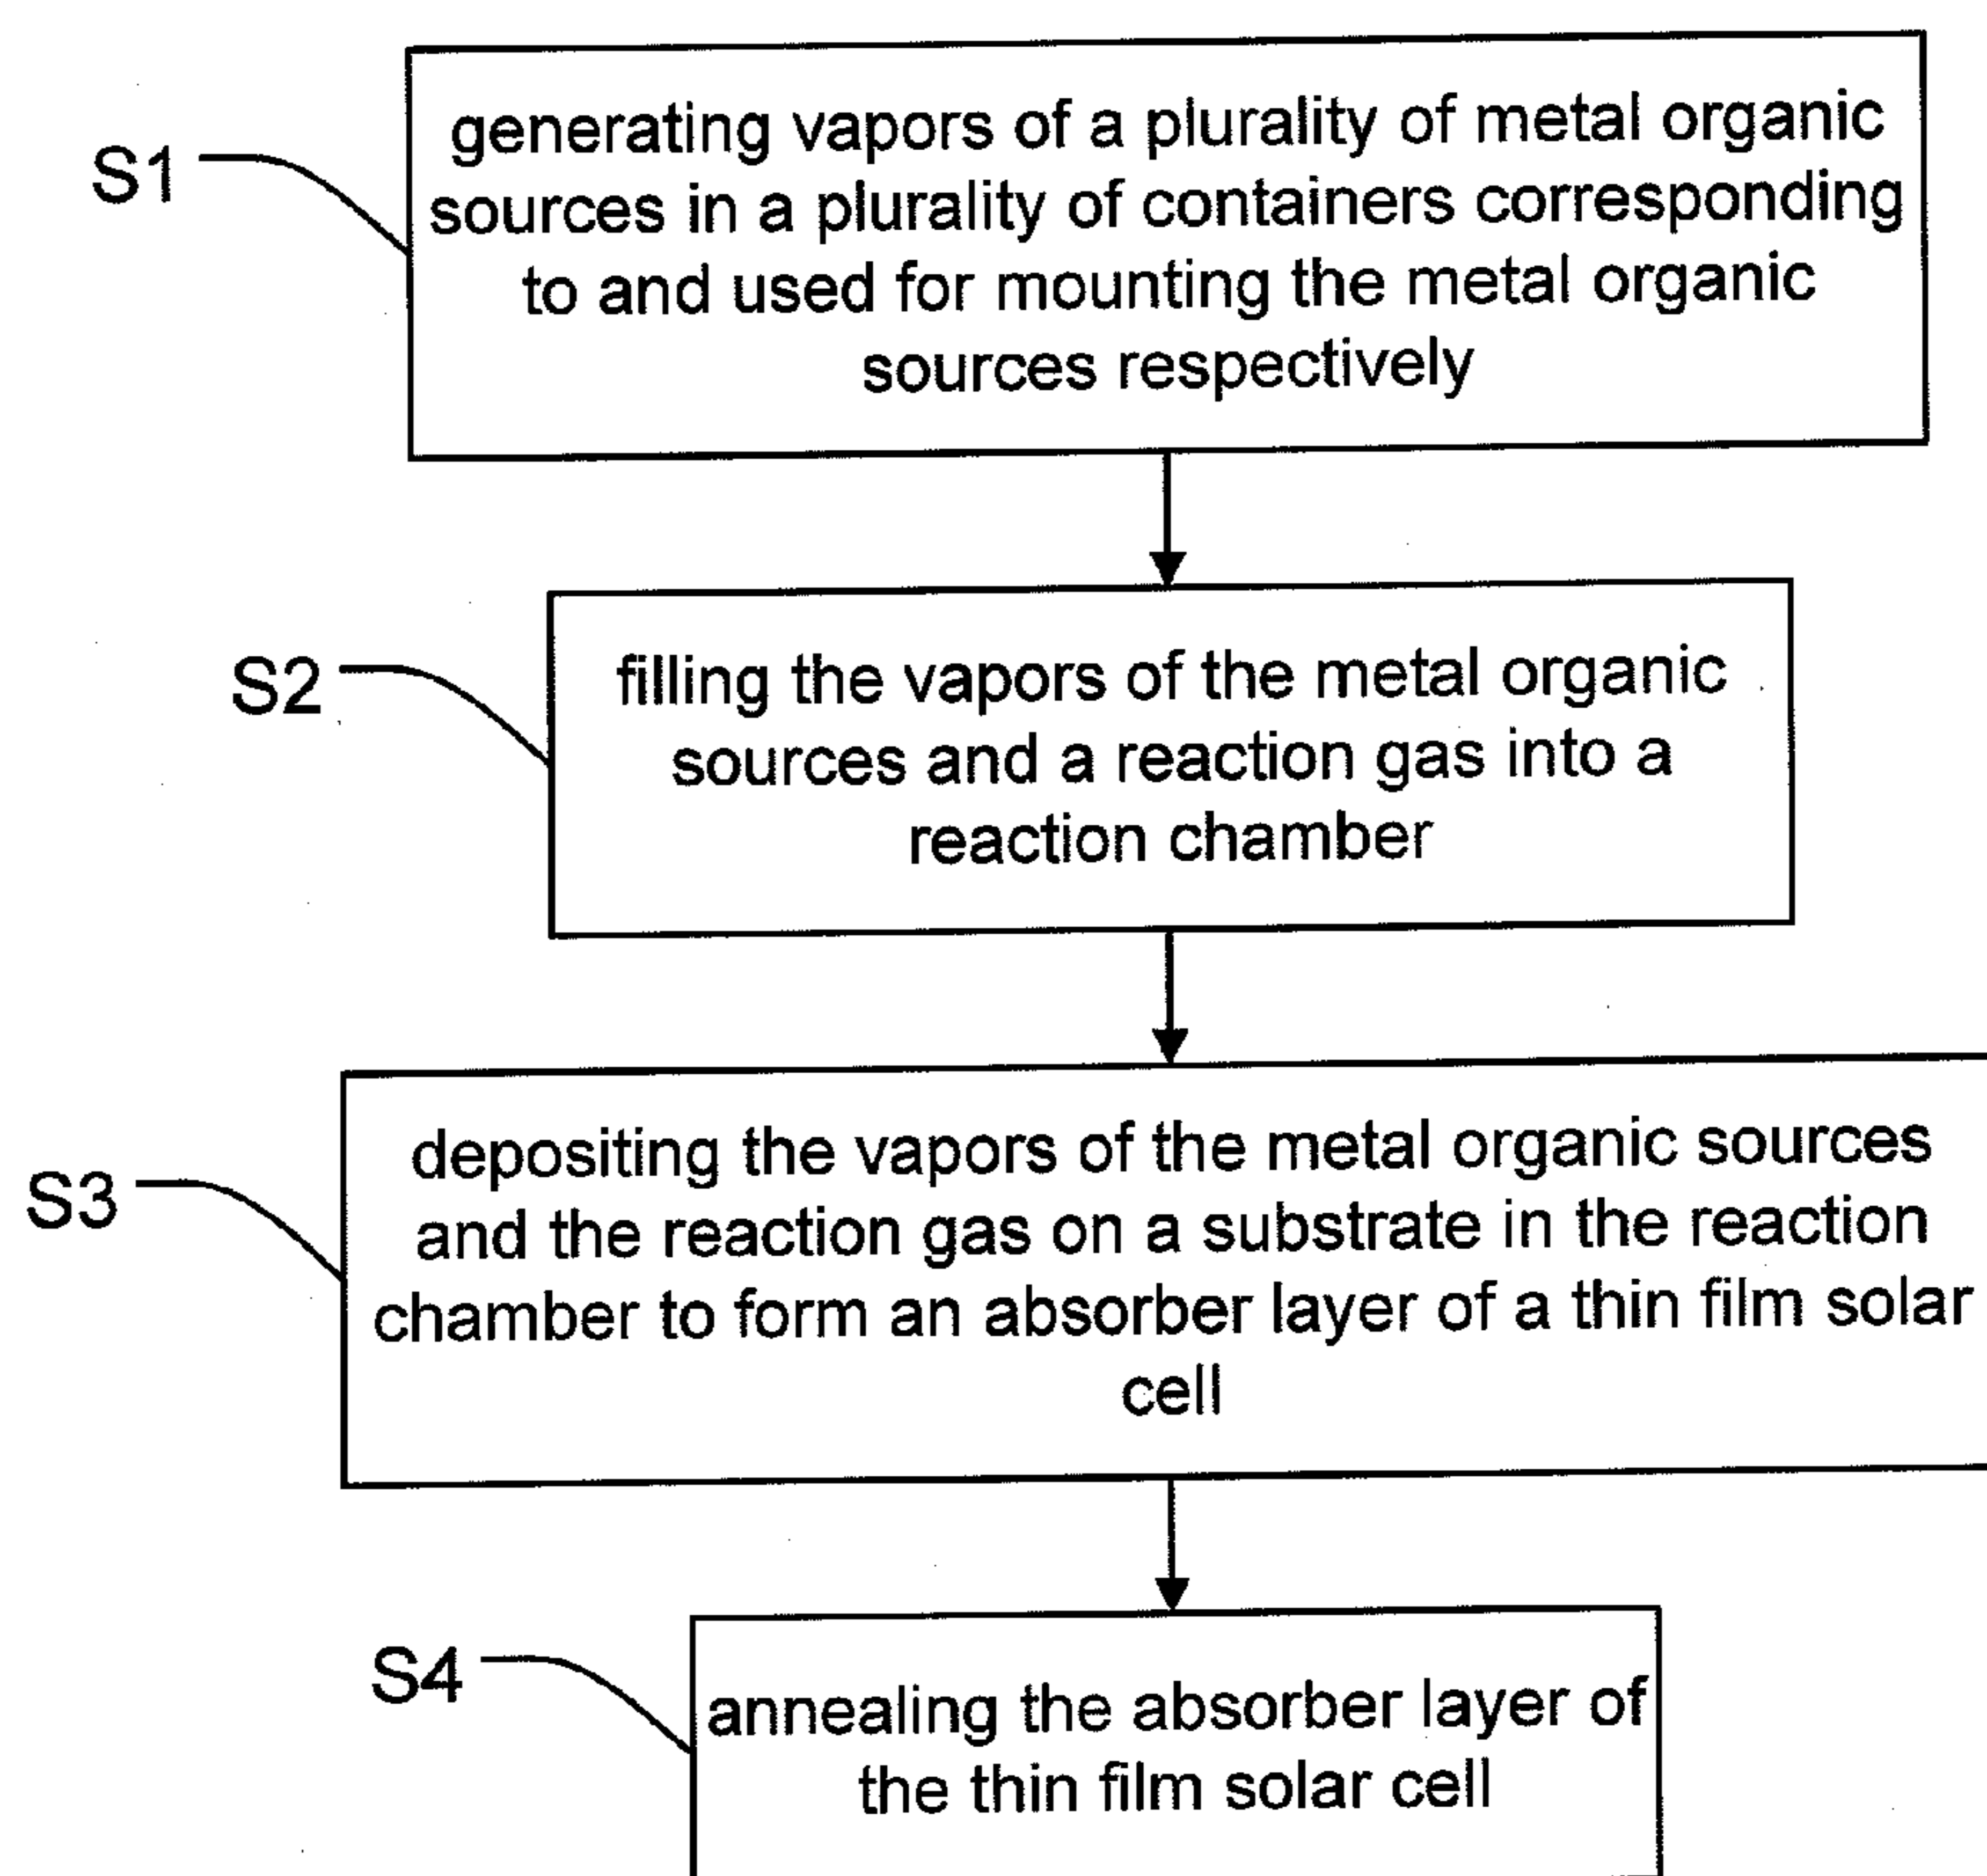 S1
generating vapors of a plurality of metal organic
sources in a plurality of containers corresponding
to and used for mounting the metal organic
sources respectively
S2
filling the vapors of the metal organic
sources and a reaction gas into a
reaction chamber
S3
depositing the vapors of the metal organic sources
and the reaction gas on a substrate in the reaction
chamber to form an absorber layer of a thin film solar
cell
S4
annealing the absorber layer of
the thin film solar cell